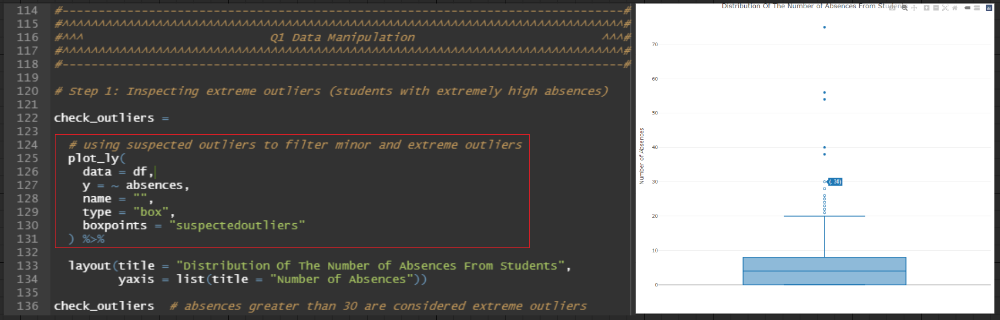 114 #------------------------------------------------------------------------------#
115 #^^^^^^^^^^^^^^^^^^^^^^^^^^^^^^^^^^^^^^^^^^^^^^^^^^^^^^^^^^^^^^^^^^^^^^^^^^^^^^#
116 #^^^ Q1 Data Manipulation ^^^#
117 #^^^^^^^^^^^^^^^^^^^^^^^^^^^^^^^^^^^^^^^^^^^^^^^^^^^^^^^^^^^^^^^^^^^^^^^^^^^^^^#
118 #------------------------------------------------------------------------------#
119
120 # Step 1: Inspecting extreme outliers (students with extremely high absences)
121
122 check_outliers =
123
124 # using suspected outliers to filter minor and extreme outliers
125 plot_ly(
126 data = df,
127 y = ~ absences,
128 name = "",
129 type = "box",
130 boxpoints = "suspectedoutliers"
131 ) %>%
132
133 layout(title = "Distribution Of The Number of Absences From Students",
134 yaxis = list(title = "Number of Absences"))
135
136 check_outliers # absences greater than 30 are considered extreme outliers
Distribution Of The Number of Absences From Students
Number of Absences
70
60
50
40
30
20
10
0
(, 30)